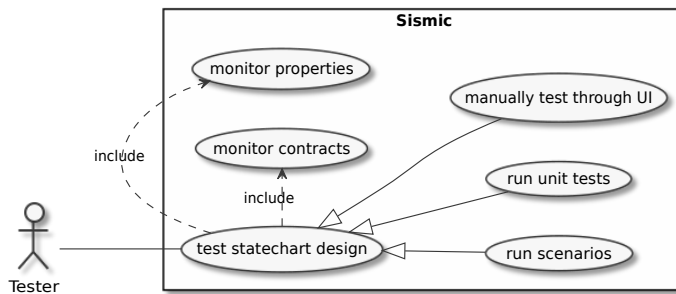 Sismic
monitor properties
manually test through UI
include
monitor contracts
run unit tests
include
test statechart design
run scenarios
Tester